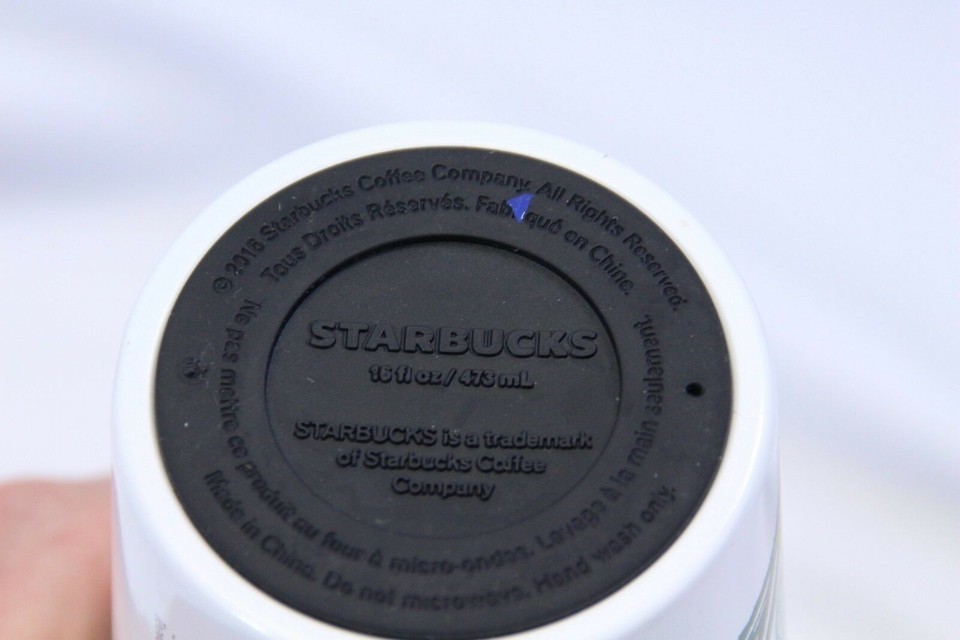 © 2016 Starbucks Coffee Company. All Rights Reserved.
Tous Droits Réservés. Fabriqué en Chine.
STARBUCKS
16 fl oz / 473 mL
STARBUCKS is a trademark
of Starbucks Coffee
Company
Ne pas mettre ce produit au four à micro-ondes. Lavage à la main seulement.
Made in China. Do not microwave. Hand wash only.